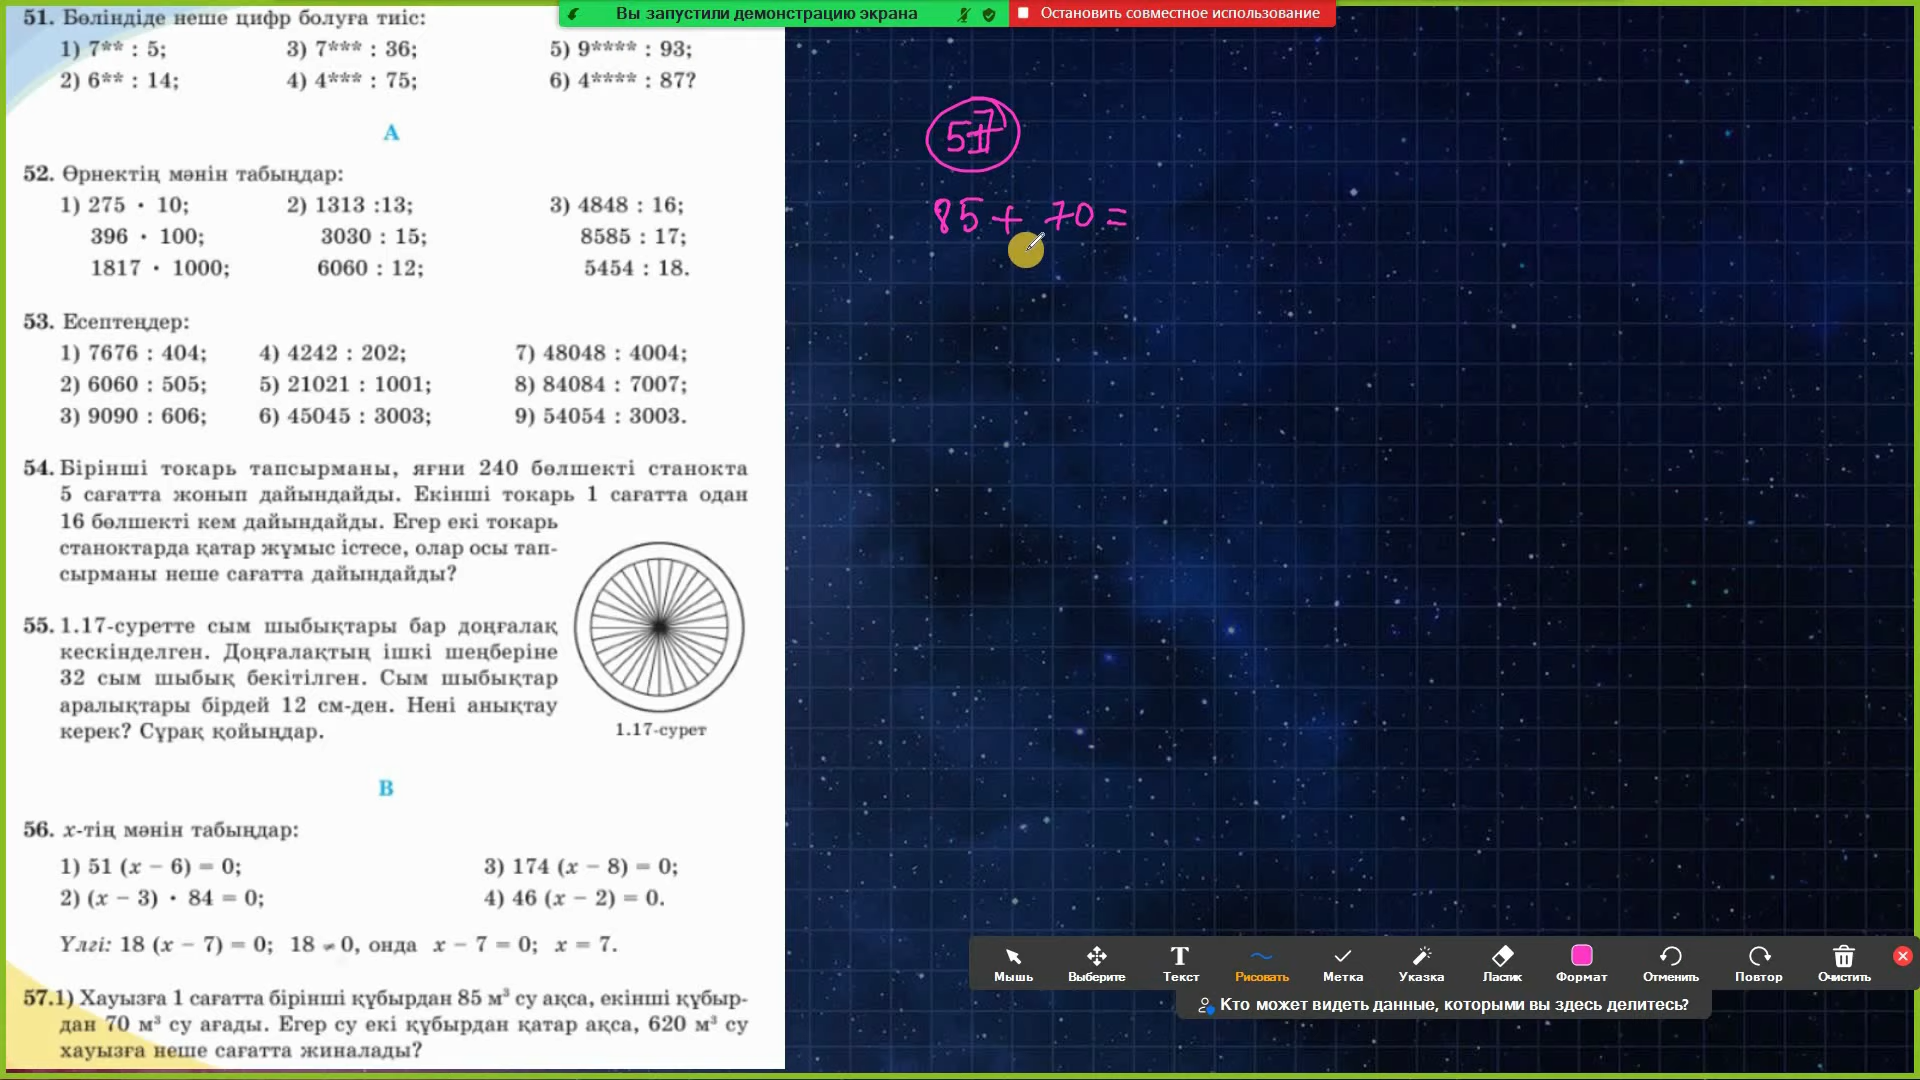 Вы запустили демонстрацию экрана
Остановить совместное использование
51. Бөліндіде неше цифр болуға тиіс:
1) 7** : 5; 3) 7*** : 36; 5) 9**** : 93;
2) 6** : 14; 4) 4*** : 75; 6) 4**** : 87?
A
52. Өрнектің мәнін табыңдар:
1) 275 · 10; 2) 1313 :13; 3) 4848 : 16;
396 · 100; 3030 : 15; 8585 : 17;
1817 · 1000; 6060 : 12; 5454 : 18.
53. Есептеңдер:
1) 7676 : 404; 4) 4242 : 202; 7) 48048 : 4004;
2) 6060 : 505; 5) 21021 : 1001; 8) 84084 : 7007;
3) 9090 : 606; 6) 45045 : 3003; 9) 54054 : 3003.
54. Бірінші токарь тапсырманы, яғни 240 бөлшекті станокта
5 сағатта жонып дайындайды. Екінші токарь 1 сағатта одан
16 бөлшекті кем дайындайды. Егер екі токарь
станоктарда қатар жұмыс істесе, олар осы тап-
сырманы неше сағатта дайындайды?
55. 1.17-суретте сым шыбықтары бар доңғалақ
кескінделген. Доңғалақтың ішкі шеңберіне
32 сым шыбық бекітілген. Сым шыбықтар
аралықтары бірдей 12 см-ден. Нені анықтау
керек? Сұрақ қойыңдар.
1.17-сурет
B
56. x-тің мәнін табыңдар:
1) 51 (x − 6) = 0; 3) 174 (x − 8) = 0;
2) (x − 3) · 84 = 0; 4) 46 (x − 2) = 0.
Үлгі: 18 (x − 7) = 0; 18 ≠ 0, онда x − 7 = 0; x = 7.
57.1) Хауызға 1 сағатта бірінші құбырдан 85 м³ су ақса, екінші құбыр-
дан 70 м³ су ағады. Егер су екі құбырдан қатар ақса, 620 м³ су
хауызға неше сағатта жиналады?
57
85 + 70 =
Мышь Выберите Текст Рисовать Метка Указка Ластик Формат Отменить Повтор Очистить
Кто может видеть данные, которыми вы здесь делитесь?